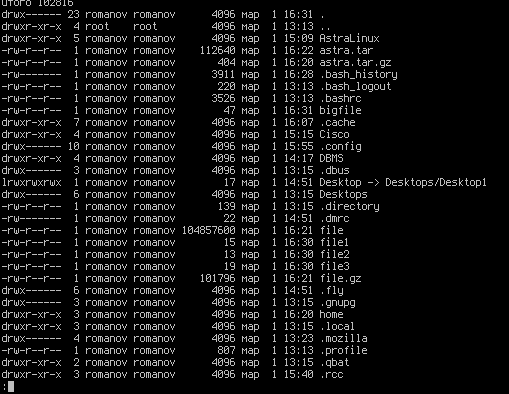 итого 102816
drwx------ 23 romanov romanov      4096 мар  1 16:31 .
drwxr-xr-x  4 root    root         4096 мар  1 13:13 ..
drwxr-xr-x  5 romanov romanov      4096 мар  1 15:09 AstraLinux
-rw-r--r--  1 romanov romanov    112640 мар  1 16:22 astra.tar
-rw-r--r--  1 romanov romanov       404 мар  1 16:20 astra.tar.gz
-rw-------  1 romanov romanov      3911 мар  1 16:28 .bash_history
-rw-r--r--  1 romanov romanov       220 мар  1 13:13 .bash_logout
-rw-r--r--  1 romanov romanov      3526 мар  1 13:13 .bashrc
-rw-r--r--  1 romanov romanov        47 мар  1 16:31 bigfile
drwxr-xr-x  7 romanov romanov      4096 мар  1 16:07 .cache
drwxr-xr-x  4 romanov romanov      4096 мар  1 15:15 Cisco
drwx------ 10 romanov romanov      4096 мар  1 15:55 .config
drwxr-xr-x  4 romanov romanov      4096 мар  1 14:17 DBMS
drwx------  3 romanov romanov      4096 мар  1 13:15 .dbus
lrwxrwxrwx  1 romanov romanov        17 мар  1 14:51 Desktop -> Desktops/Desktop1
drwx------  6 romanov romanov      4096 мар  1 13:15 Desktops
-rw-r--r--  1 romanov romanov       139 мар  1 13:15 .directory
-rw-------  1 romanov romanov        22 мар  1 14:51 .dmrc
-rw-r--r--  1 romanov romanov 104857600 мар  1 16:21 file
-rw-r--r--  1 romanov romanov        15 мар  1 16:30 file1
-rw-r--r--  1 romanov romanov        13 мар  1 16:30 file2
-rw-r--r--  1 romanov romanov        19 мар  1 16:30 file3
-rw-r--r--  1 romanov romanov    101796 мар  1 16:21 file.gz
drwx------  6 romanov romanov      4096 мар  1 14:51 .fly
drwxr-xr-x  3 romanov romanov      4096 мар  1 13:15 .gnupg
drwxr-xr-x  3 romanov romanov      4096 мар  1 16:20 home
drwxr-xr-x  3 romanov romanov      4096 мар  1 13:15 .local
drwx------  4 romanov romanov      4096 мар  1 13:23 .mozilla
-rw-r--r--  1 romanov romanov       807 мар  1 13:13 .profile
drwxr-xr-x  2 romanov romanov      4096 мар  1 13:15 .qbat
drwxr-xr-x  3 romanov romanov      4096 мар  1 15:40 .rcc
: